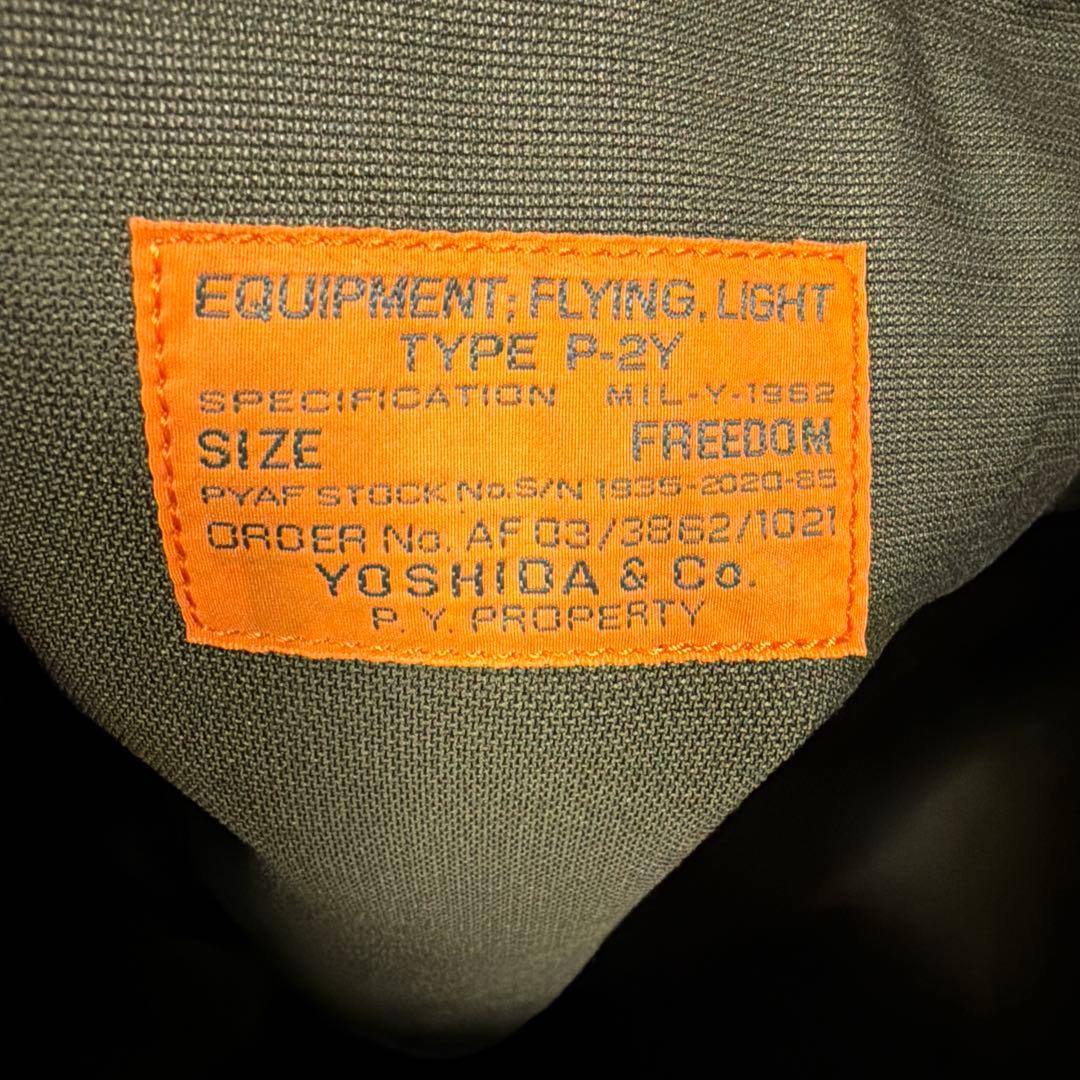 EQUIPMENT; FLYING, LIGHT
TYPE P-2Y
SPECIFICATION MIL-Y-1962
SIZE FREEDOM
PYAF STOCK No.S/N 1935-2020-85
ORDER No. AF 03/3862/1021
YOSHIDA & Co.
P. Y. PROPERTY